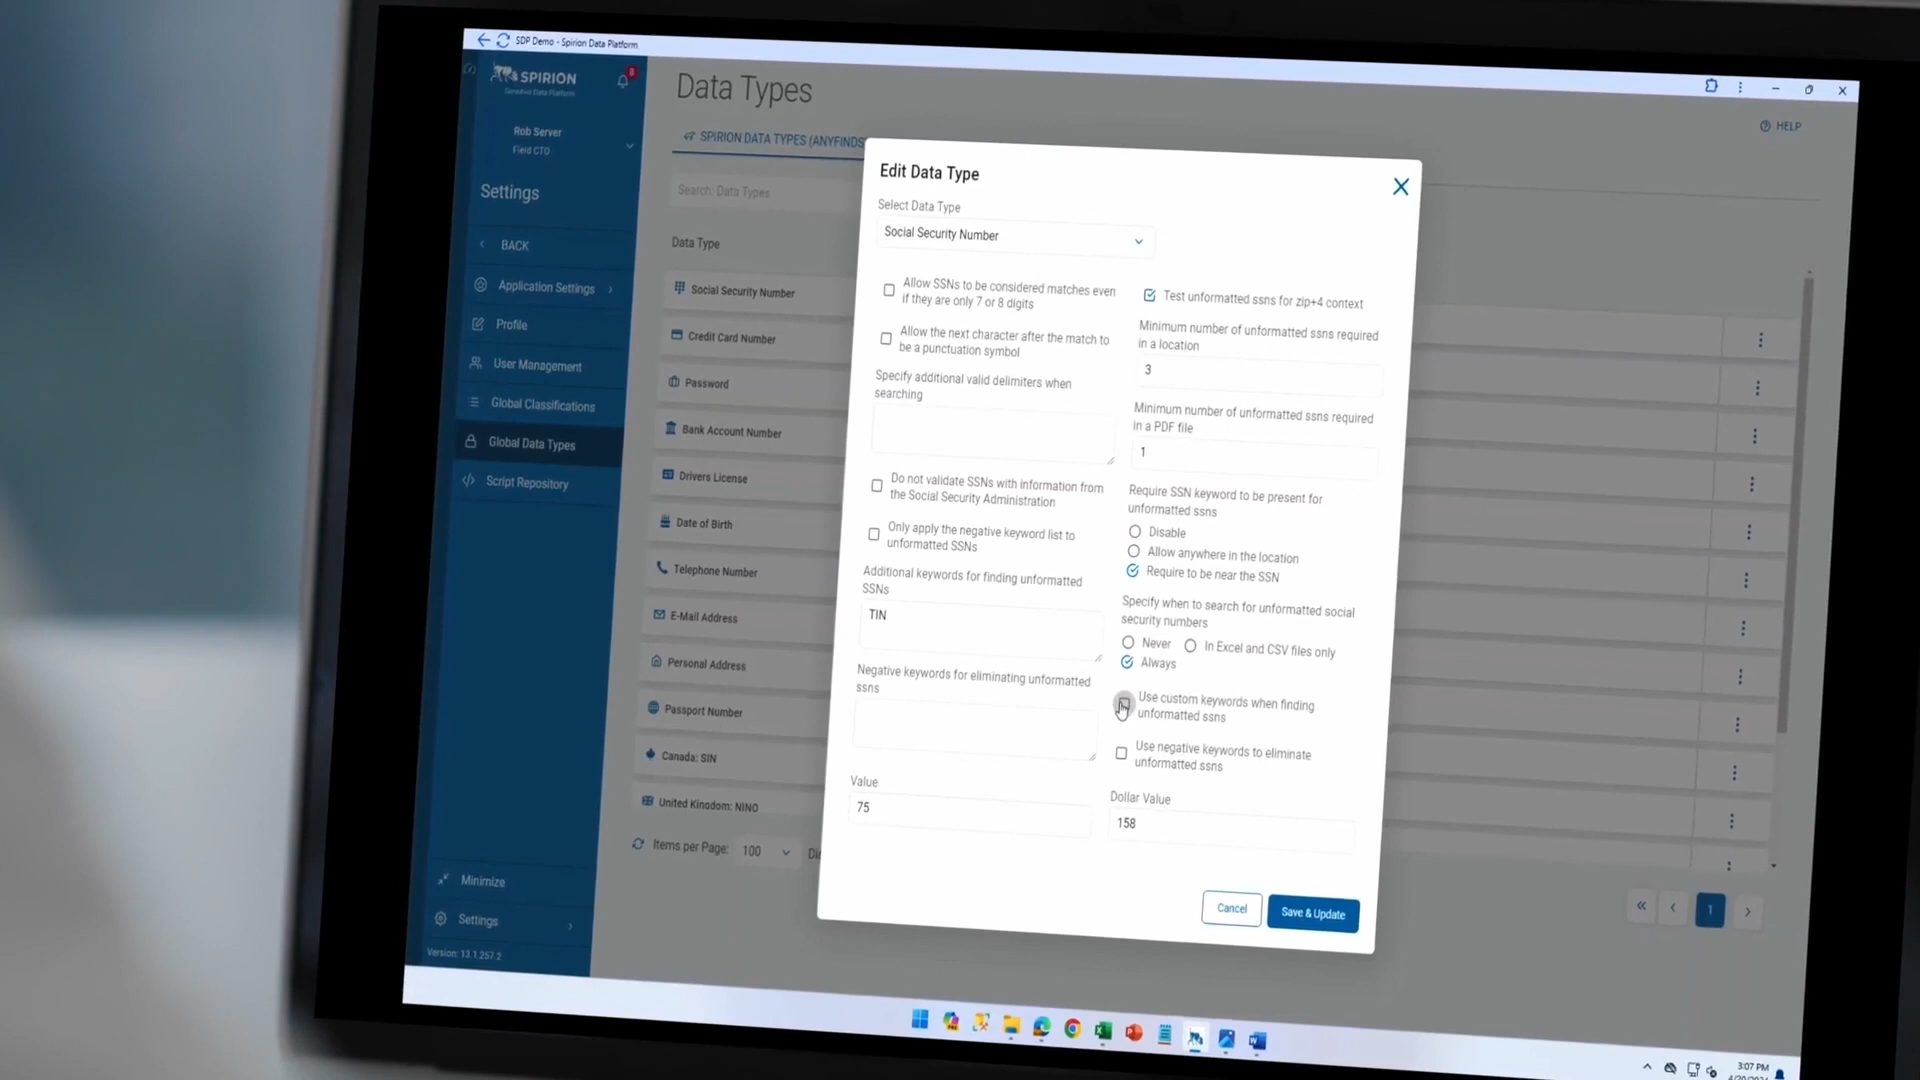 SDP Demo - Spirion Data Platform
SPIRION
Sensitive Data Platform
8
Rob Server
Field CTO
Settings
BACK
Application Settings
Profile
User Management
Global Classifications
Global Data Types
Script Repository
Minimize
Settings
Version: 13.1.257.2
Data Types
HELP
SPIRION DATA TYPES (ANYFINDS
Search: Data Types
Data Type
Social Security Number
Credit Card Number
Password
Bank Account Number
Drivers License
Date of Birth
Telephone Number
E-Mail Address
Personal Address
Passport Number
Canada: SIN
United Kingdom: NINO
Items per Page: 100
1
Edit Data Type
Select Data Type
Social Security Number
Allow SSNs to be considered matches even
if they are only 7 or 8 digits
Allow the next character after the match to
be a punctuation symbol
Specify additional valid delimiters when
searching
Do not validate SSNs with information from
the Social Security Administration
Only apply the negative keyword list to
unformatted SSNs
Additional keywords for finding unformatted
SSNs
TIN
Negative keywords for eliminating unformatted
ssns
Value
75
Test unformatted ssns for zip+4 context
Minimum number of unformatted ssns required
in a location
3
Minimum number of unformatted ssns required
in a PDF file
1
Require SSN keyword to be present for
unformatted ssns
Disable
Allow anywhere in the location
Require to be near the SSN
Specify when to search for unformatted social
security numbers
Never In Excel and CSV files only
Always
Use custom keywords when finding
unformatted ssns
Use negative keywords to eliminate
unformatted ssns
Dollar Value
158
Cancel
Save & Update
3:07 PM